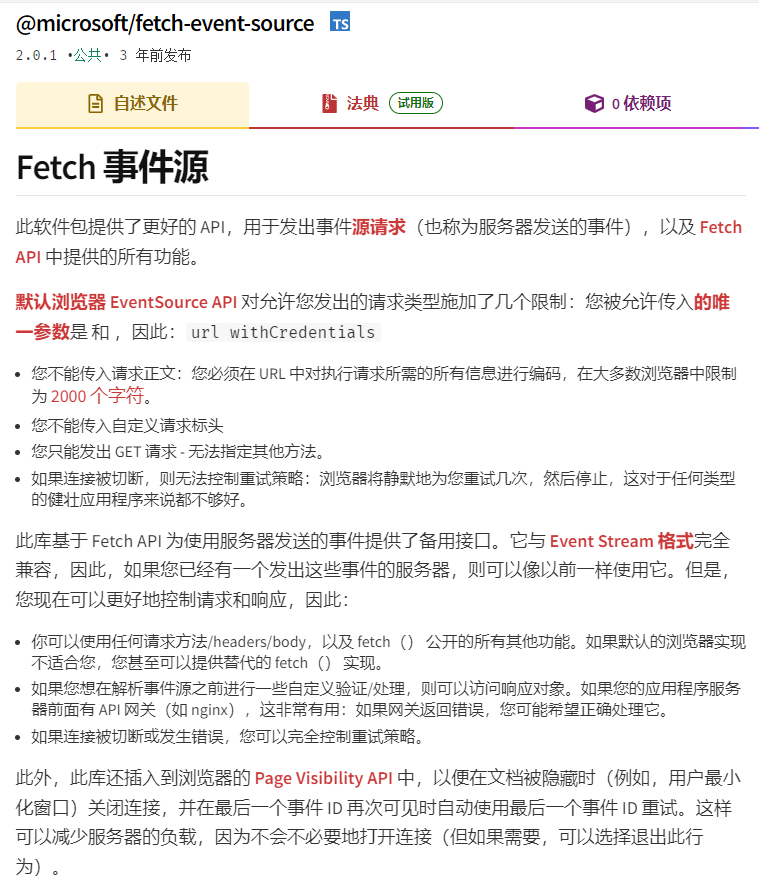 @microsoft/fetch-event-source TS
2.0.1 •公共• 3 年前发布
自述文件
法典 试用版
0 依赖项
Fetch 事件源
此软件包提供了更好的 API，用于发出事件源请求（也称为服务器发送的事件），以及 Fetch
API 中提供的所有功能。
默认浏览器 EventSource API 对允许您发出的请求类型施加了几个限制：您被允许传入的唯
一参数是 和 ，因此： url withCredentials
• 您不能传入请求正文：您必须在 URL 中对执行请求所需的所有信息进行编码，在大多数浏览器中限制
为 2000 个字符。
• 您不能传入自定义请求标头
• 您只能发出 GET 请求 - 无法指定其他方法。
• 如果连接被切断，则无法控制重试策略：浏览器将静默地为您重试几次，然后停止，这对于任何类型
的健壮应用程序来说都不够好。
此库基于 Fetch API 为使用服务器发送的事件提供了备用接口。它与 Event Stream 格式完全
兼容，因此，如果您已经有一个发出这些事件的服务器，则可以像以前一样使用它。但是，
您现在可以更好地控制请求和响应，因此：
• 你可以使用任何请求方法/headers/body，以及 fetch（） 公开的所有其他功能。如果默认的浏览器实现
不适合您，您甚至可以提供替代的 fetch（） 实现。
• 如果您想在解析事件源之前进行一些自定义验证/处理，则可以访问响应对象。如果您的应用程序服务
器前面有 API 网关（如 nginx），这非常有用：如果网关返回错误，您可能希望正确处理它。
• 如果连接被切断或发生错误，您可以完全控制重试策略。
此外，此库还插入到浏览器的 Page Visibility API 中，以便在文档被隐藏时（例如，用户最小
化窗口）关闭连接，并在最后一个事件 ID 再次可见时自动使用最后一个事件 ID 重试。这样
可以减少服务器的负载，因为不会不必要地打开连接（但如果需要，可以选择退出此行
为）。